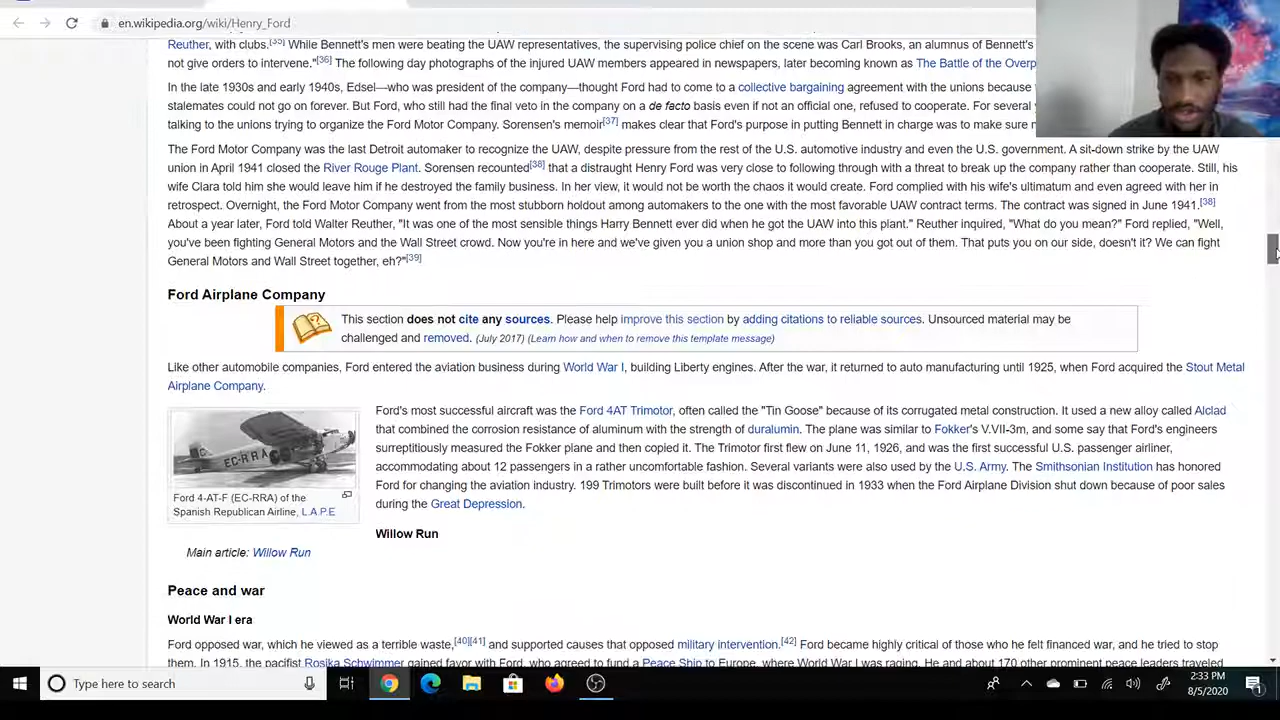 en.wikipedia.org/wiki/Henry_Ford
Reuther, with clubs.[35] While Bennett's men were beating the UAW representatives, the supervising police chief on the scene was Carl Brooks, an alumnus of Bennett's
not give orders to intervene."[36] The following day photographs of the injured UAW members appeared in newspapers, later becoming known as The Battle of the Overp
In the late 1930s and early 1940s, Edsel—who was president of the company—thought Ford had to come to a collective bargaining agreement with the unions because
stalemates could not go on forever. But Ford, who still had the final veto in the company on a de facto basis even if not an official one, refused to cooperate. For several
talking to the unions trying to organize the Ford Motor Company. Sorensen's memoir[37] makes clear that Ford's purpose in putting Bennett in charge was to make sure
The Ford Motor Company was the last Detroit automaker to recognize the UAW, despite pressure from the rest of the U.S. automotive industry and even the U.S. government. A sit-down strike by the UAW
union in April 1941 closed the River Rouge Plant. Sorensen recounted[38] that a distraught Henry Ford was very close to following through with a threat to break up the company rather than cooperate. Still, his
wife Clara told him she would leave him if he destroyed the family business. In her view, it would not be worth the chaos it would create. Ford complied with his wife's ultimatum and even agreed with her in
retrospect. Overnight, the Ford Motor Company went from the most stubborn holdout among automakers to the one with the most favorable UAW contract terms. The contract was signed in June 1941.[38]
About a year later, Ford told Walter Reuther, "It was one of the most sensible things Harry Bennett ever did when he got the UAW into this plant." Reuther inquired, "What do you mean?" Ford replied, "Well,
you've been fighting General Motors and the Wall Street crowd. Now you're in here and we've given you a union shop and more than you got out of them. That puts you on our side, doesn't it? We can fight
General Motors and Wall Street together, eh?"[39]
Ford Airplane Company
This section does not cite any sources. Please help improve this section by adding citations to reliable sources. Unsourced material may be
challenged and removed. (July 2017) (Learn how and when to remove this template message)
Like other automobile companies, Ford entered the aviation business during World War I, building Liberty engines. After the war, it returned to auto manufacturing until 1925, when Ford acquired the Stout Metal
Airplane Company.
Ford's most successful aircraft was the Ford 4AT Trimotor, often called the "Tin Goose" because of its corrugated metal construction. It used a new alloy called Alclad
that combined the corrosion resistance of aluminum with the strength of duralumin. The plane was similar to Fokker's V.VII-3m, and some say that Ford's engineers
surreptitiously measured the Fokker plane and then copied it. The Trimotor first flew on June 11, 1926, and was the first successful U.S. passenger airliner,
accommodating about 12 passengers in a rather uncomfortable fashion. Several variants were also used by the U.S. Army. The Smithsonian Institution has honored
Ford for changing the aviation industry. 199 Trimotors were built before it was discontinued in 1933 when the Ford Airplane Division shut down because of poor sales
during the Great Depression.
EC-RRA
Ford 4-AT-F (EC-RRA) of the
Spanish Republican Airline, L.A.P.E
Willow Run
Main article: Willow Run
Peace and war
World War I era
Ford opposed war, which he viewed as a terrible waste,[40][41] and supported causes that opposed military intervention.[42] Ford became highly critical of those who he felt financed war, and he tried to stop
them. In 1915, the pacifist Rosika Schwimmer gained favor with Ford, who agreed to fund a Peace Ship to Europe, where World War I was raging. He and about 170 other prominent peace leaders traveled
Type here to search
2:33 PM
8/5/2020
1